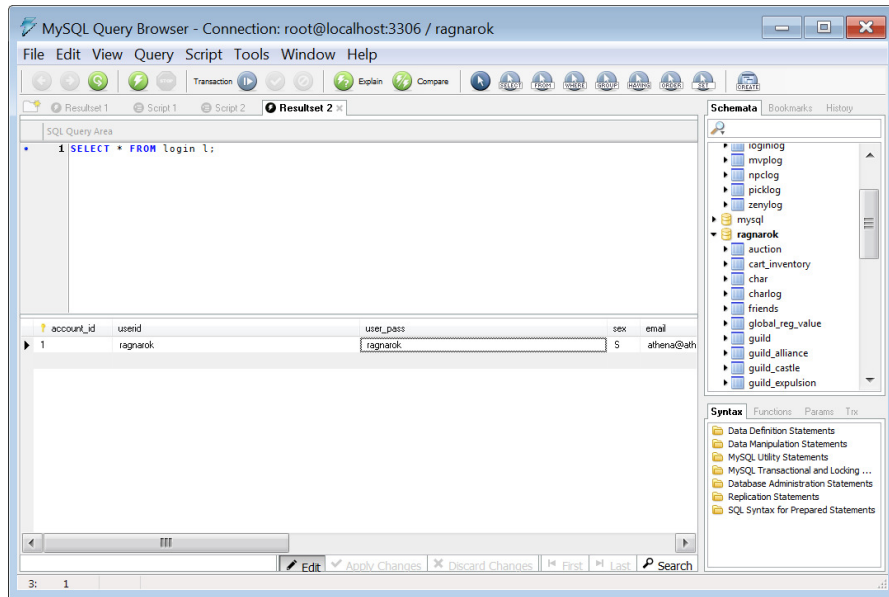 MySQL Query Browser - Connection: root@localhost:3306 / ragnarok
File Edit View Query Script Tools Window Help
Transaction Explain Compare SELECT FROM WHERE GROUP HAVING ORDER SET CREATE
Resultset 1 Script 1 Script 2 Resultset 2
SQL Query Area
1 SELECT * FROM login l;
account_id userid user_pass sex email
1 ragnarok ragnarok S athena@ath
Edit Apply Changes Discard Changes First Last Search
3: 1
Schemata Bookmarks History
loginlog
mvplog
npclog
picklog
zenylog
mysql
ragnarok
auction
cart_inventory
char
charlog
friends
global_reg_value
guild
guild_alliance
guild_castle
guild_expulsion
Syntax Functions Params Trx
Data Definition Statements
Data Manipulation Statements
MySQL Utility Statements
MySQL Transactional and Locking ...
Database Administration Statements
Replication Statements
SQL Syntax for Prepared Statements